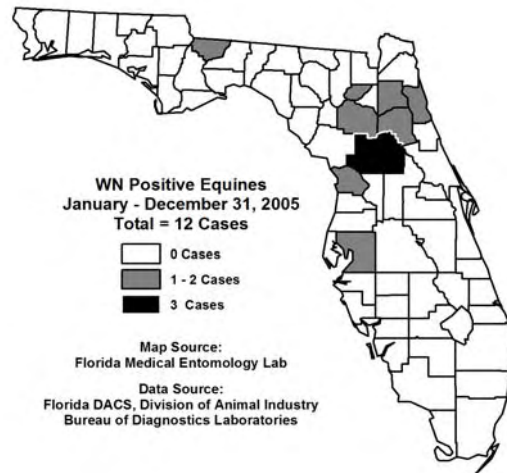 WN Positive Equines
January - December 31, 2005
Total = 12 Cases
0 Cases
1 - 2 Cases
3 Cases
Map Source:
Florida Medical Entomology Lab
Data Source:
Florida DACS, Division of Animal Industry
Bureau of Diagnostics Laboratories